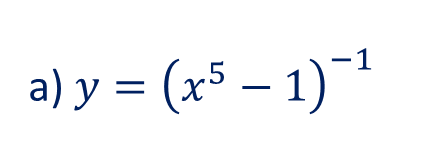 a) y = (x⁵ − 1)⁻¹